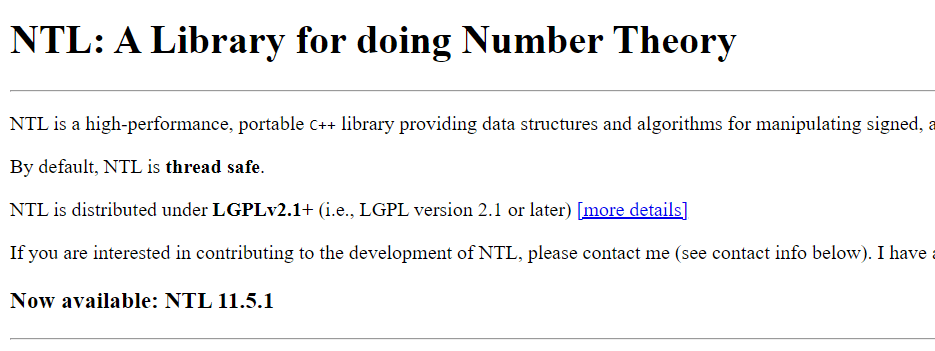 NTL: A Library for doing Number Theory
NTL is a high-performance, portable C++ library providing data structures and algorithms for manipulating signed, a
By default, NTL is thread safe.
NTL is distributed under LGPLv2.1+ (i.e., LGPL version 2.1 or later) [more details]
If you are interested in contributing to the development of NTL, please contact me (see contact info below). I have a
Now available: NTL 11.5.1